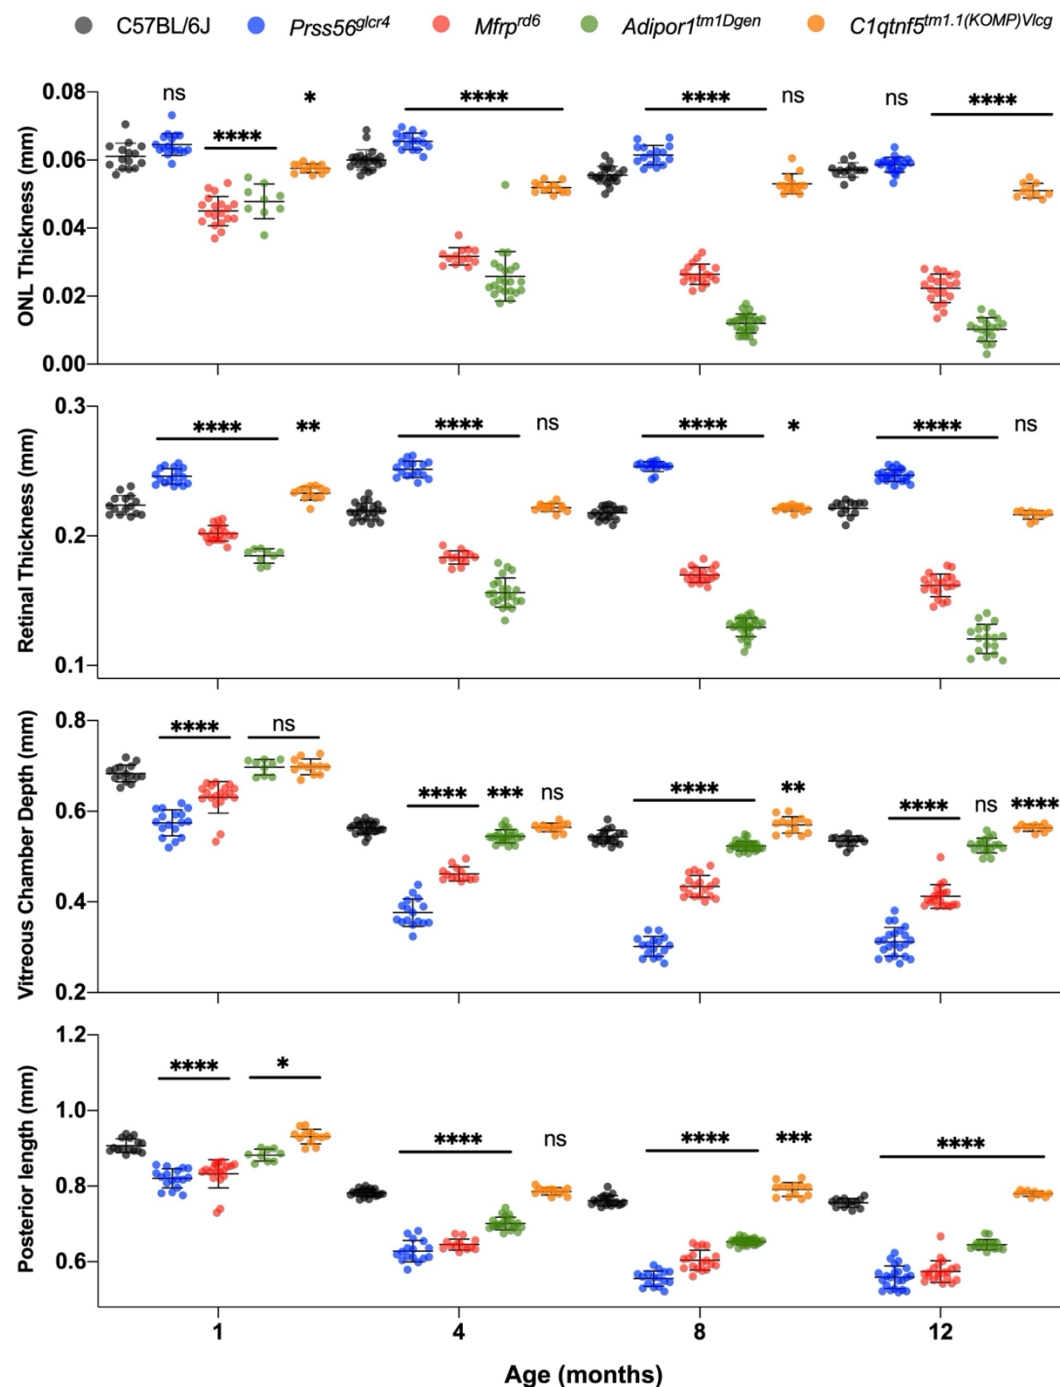 C57BL/6J Prss56glcr4 Mfrprd6 Adipor1tm1Dgen C1qtnf5tm1.1(KOMP)Vlcg
ONL Thickness (mm)
0.08
0.06
0.04
0.02
0.00
ns **** * **** **** ns ns ****
Retinal Thickness (mm)
0.3
0.2
0.1
**** ** **** ns **** * **** ns
Vitreous Chamber Depth (mm)
0.8
0.6
0.4
0.2
**** ns **** *** ns **** ** **** ns ****
Posterior length (mm)
1.2
1.0
0.8
0.6
**** * **** ns **** *** ****
1 4 8 12
Age (months)